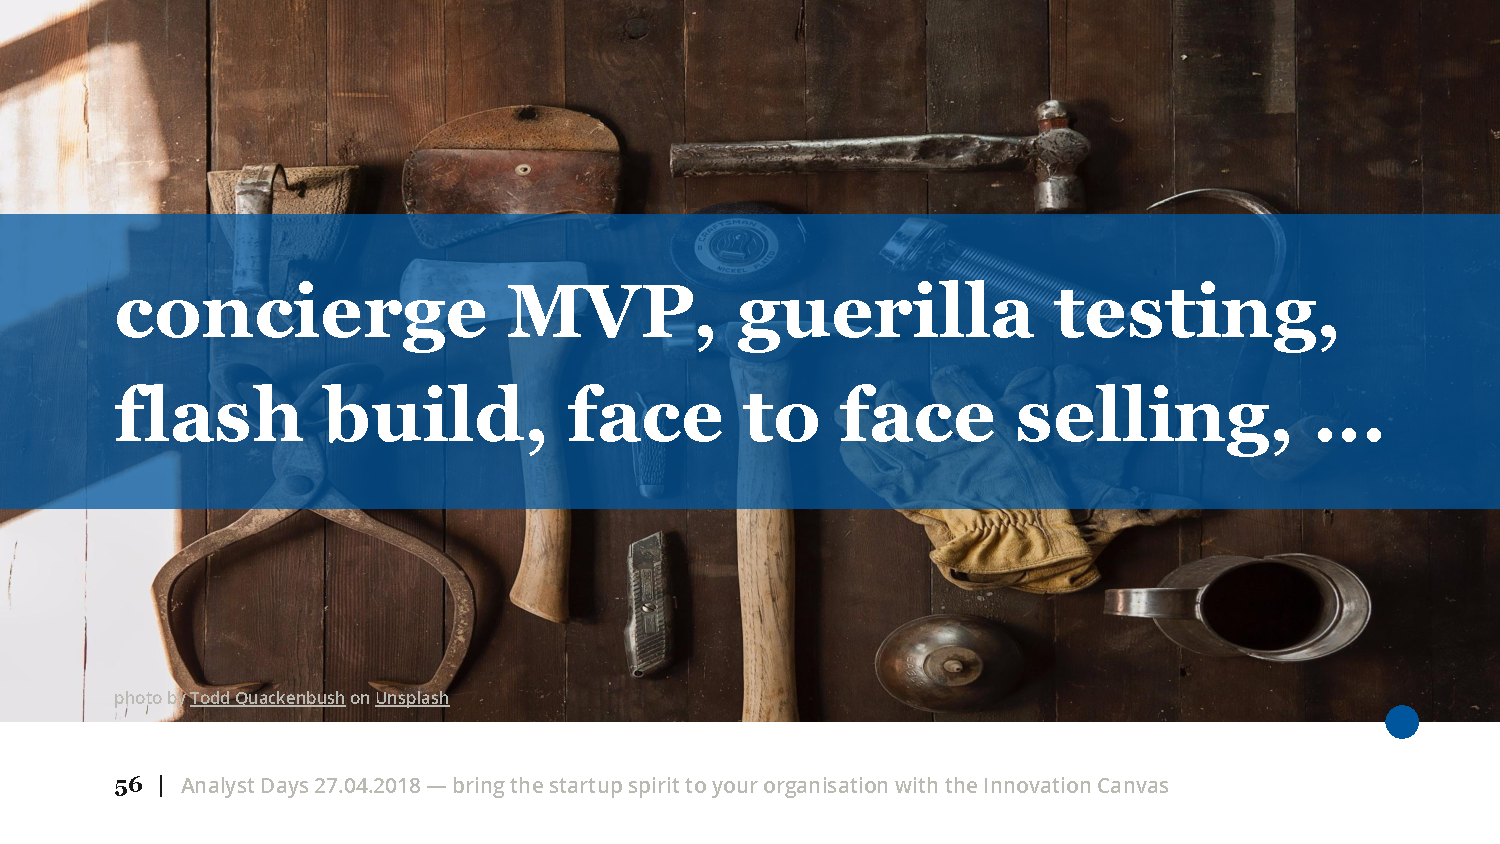 concierge MVP, guerilla testing,
flash build, face to face selling, ...
photo by Todd Quackenbush on Unsplash
56 | Analyst Days 27.04.2018 — bring the startup spirit to your organisation with the Innovation Canvas